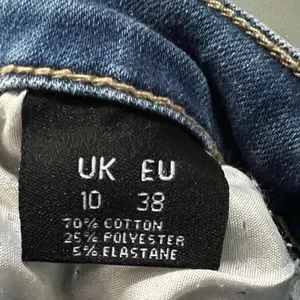 UK EU
10 38
70% COTTON
25% POLYESTER
5% ELASTANE